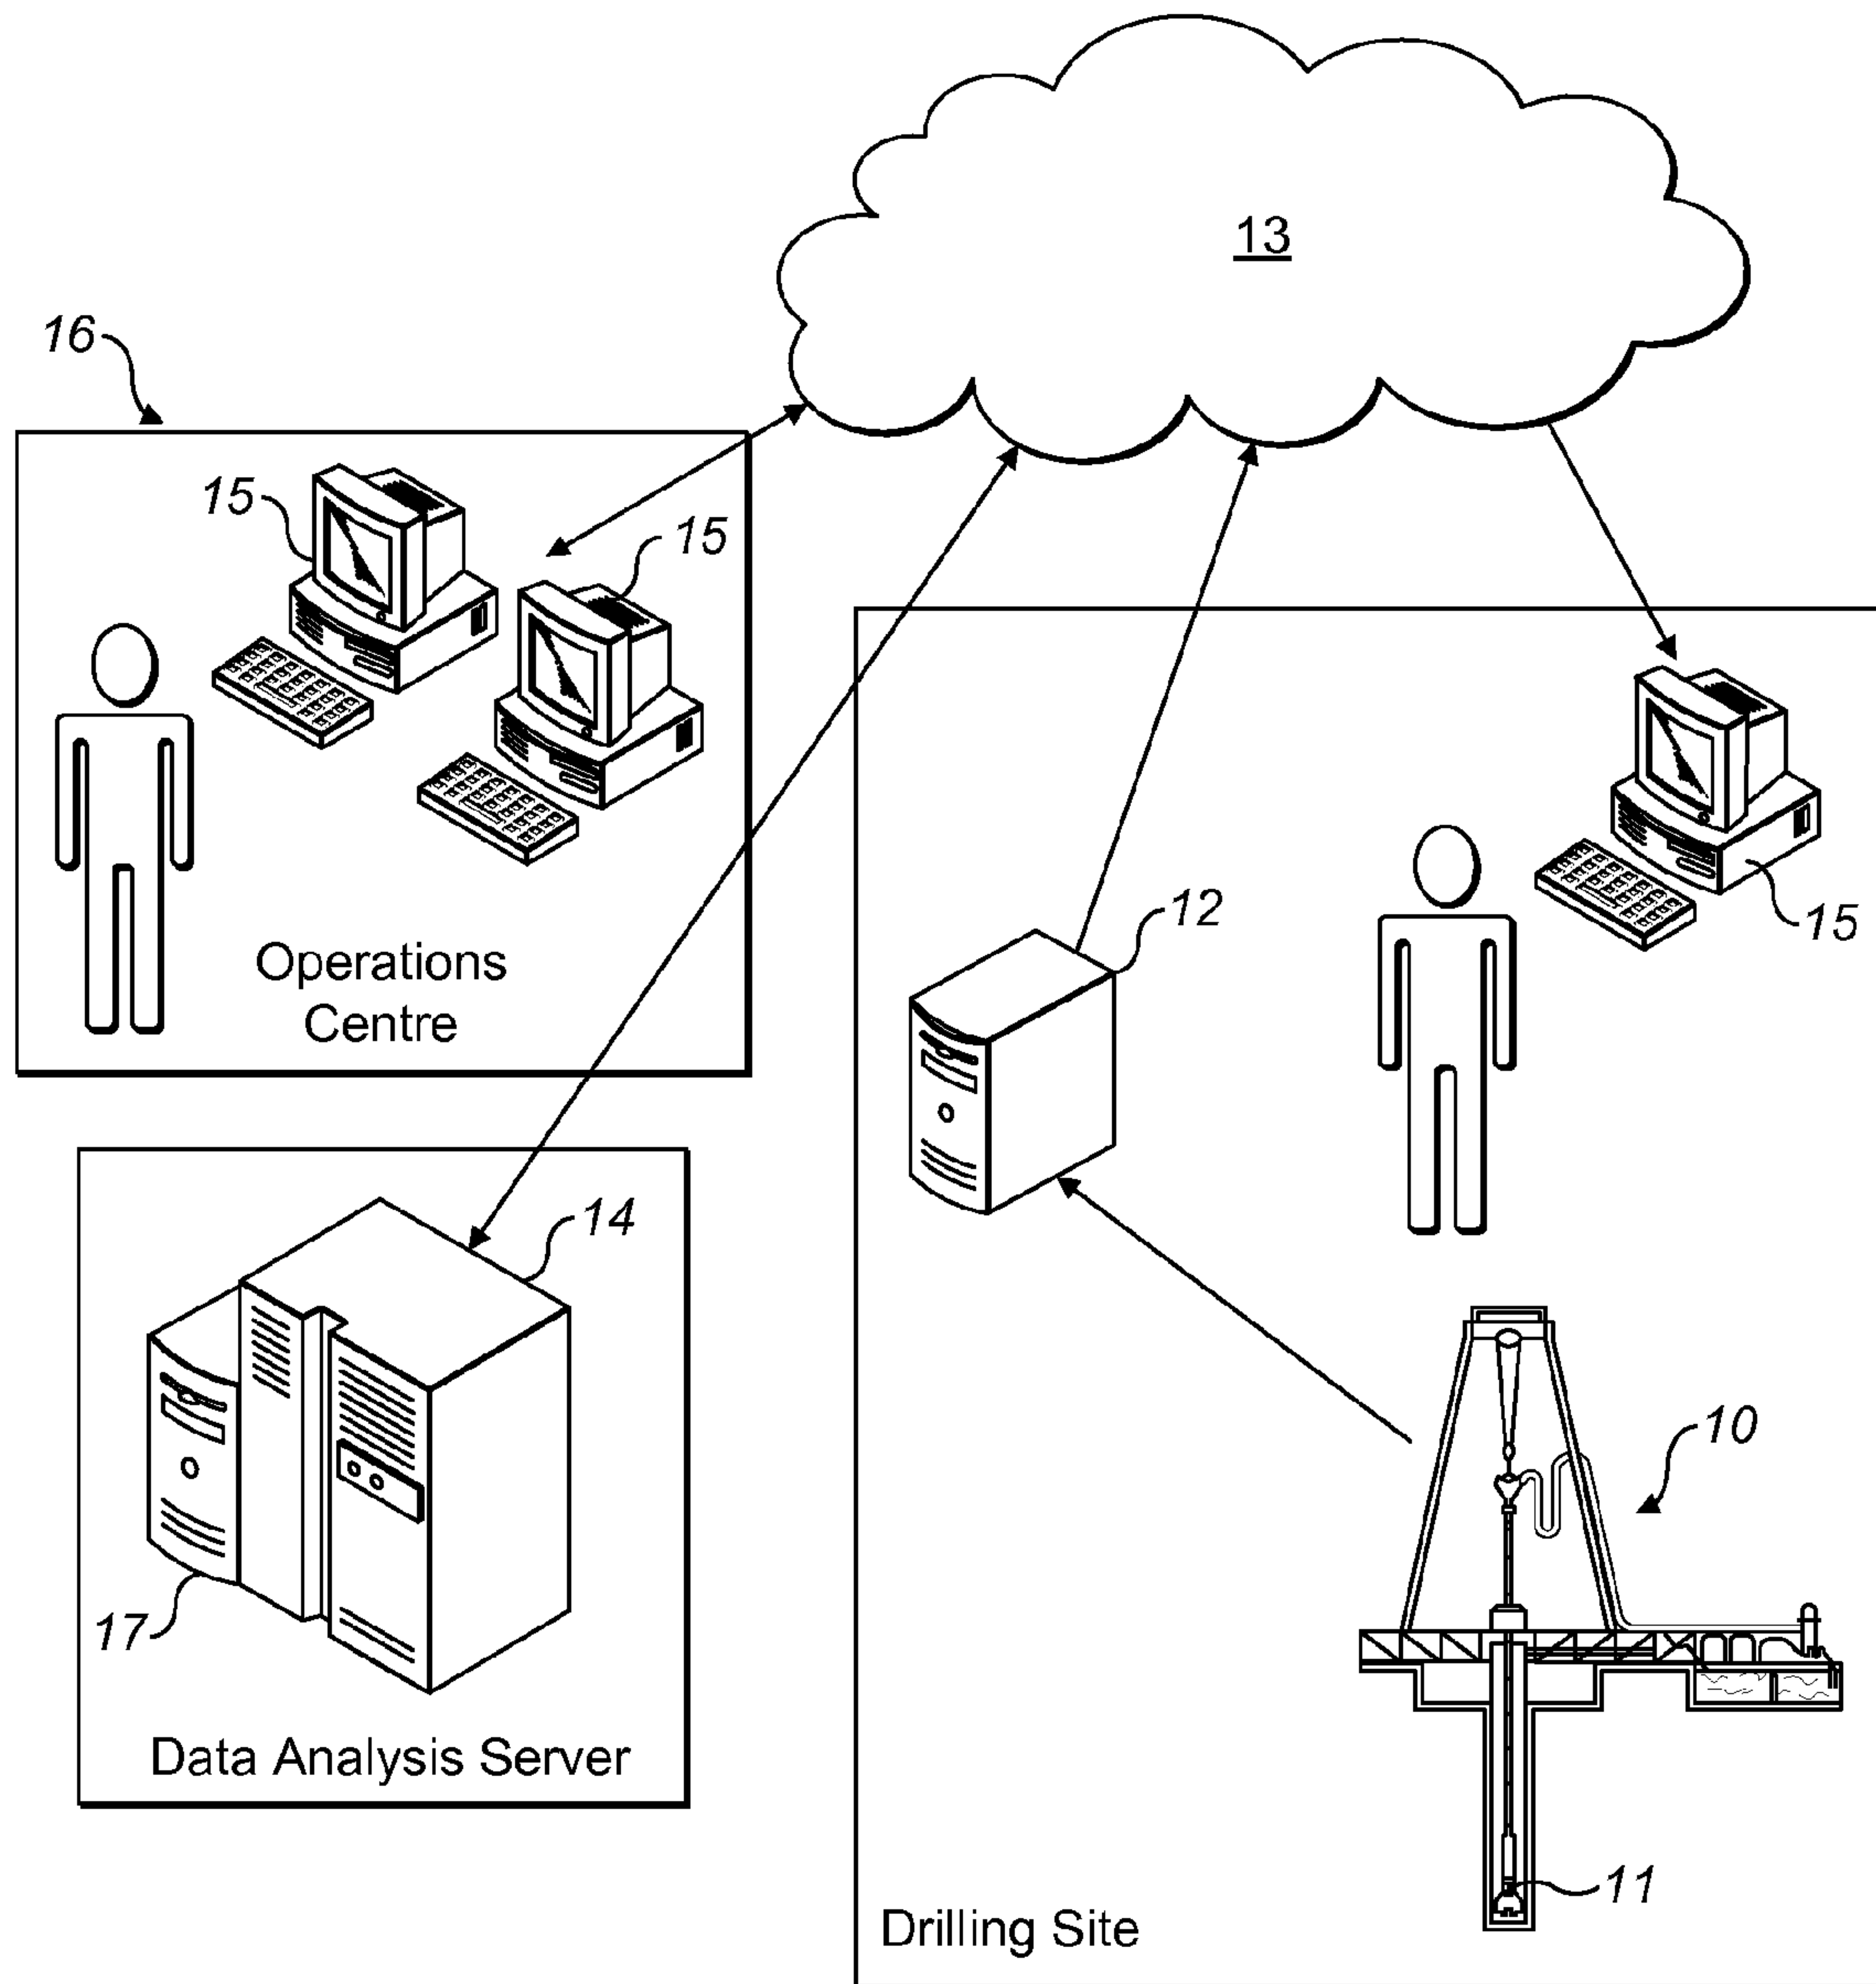 13
16
15
15
Operations
Centre
12
15
14
17
Data Analysis Server
10
11
Drilling Site